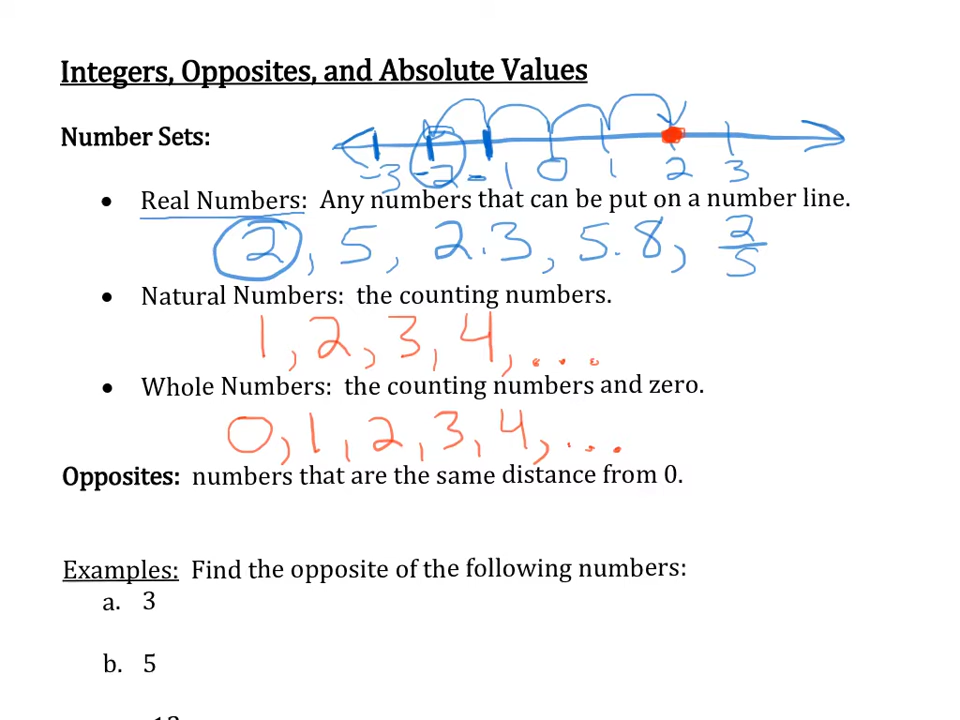 Integers, Opposites, and Absolute Values
Number Sets:
-3 -2 -1 0 1 2 3
• Real Numbers: Any numbers that can be put on a number line.
2, 5, 2.3, 5.8, 2/5
• Natural Numbers: the counting numbers.
1, 2, 3, 4, ...
• Whole Numbers: the counting numbers and zero.
0, 1, 2, 3, 4, ...
Opposites: numbers that are the same distance from 0.
Examples: Find the opposite of the following numbers:
a. 3
b. 5